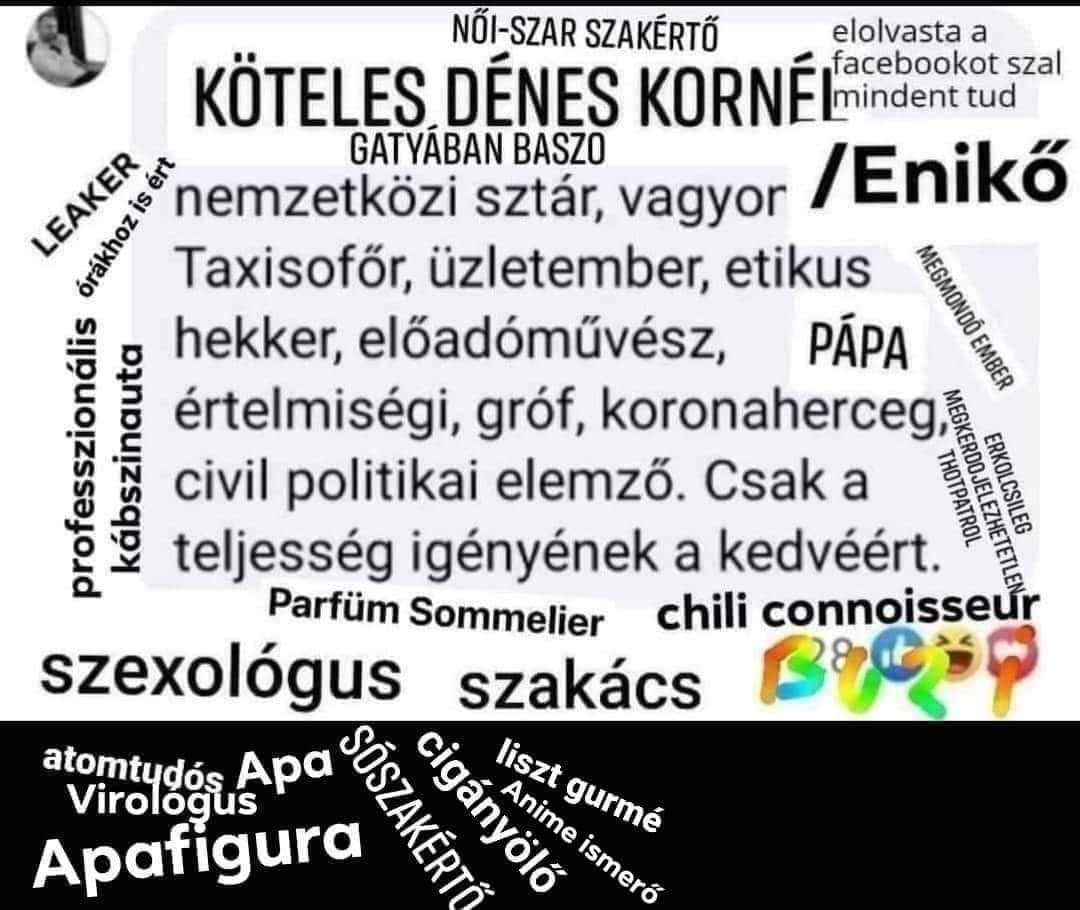 NŐI-SZAR SZAKÉRTŐ
elolvasta a
facebookot szal
mindent tud
KÖTELES DÉNES KORNÉL
GATYÁBAN BASZO
/Enikő
LEAKER
órákhoz is ért
nemzetközi sztár, vagyon
Taxisofőr, üzletember, etikus
hekker, előadóművész,
PÁPA
értelmiségi, gróf, koronaherceg,
civil politikai elemző. Csak a
teljesség igényének a kedvéért.
MEGMONDÓ EMBER
ERKOLCSILEG
MEGKERDOJELEZHETETLEN
THOTPATROL
professzionális
kábszinauta
Parfüm Sommelier
chili connoisseur
szexológus
szakács
28
BUZI
atomtudós
Apa
Virológus
Apafigura
SÓSZAKÉRTŐ
cigányölő
liszt gurmé
Anime ismerő